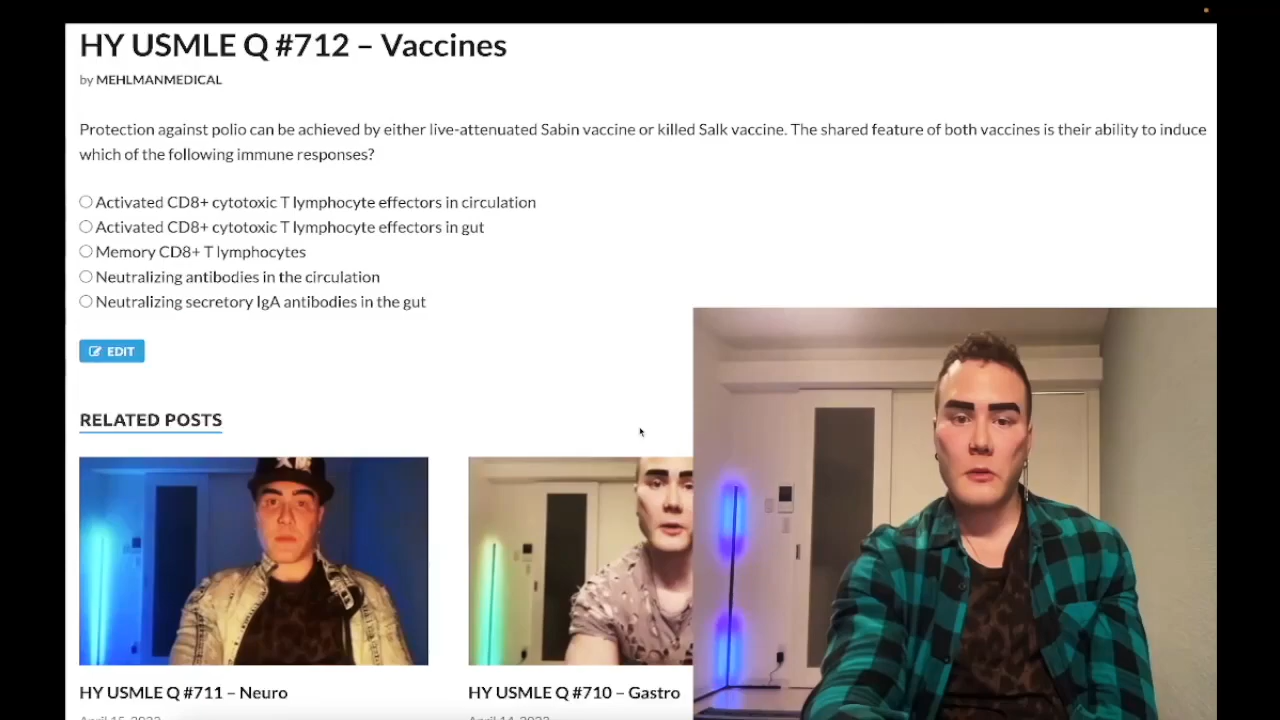 HY USMLE Q #712 – Vaccines
by MEHLMANMEDICAL
Protection against polio can be achieved by either live-attenuated Sabin vaccine or killed Salk vaccine. The shared feature of both vaccines is their ability to induce
which of the following immune responses?
Activated CD8+ cytotoxic T lymphocyte effectors in circulation
Activated CD8+ cytotoxic T lymphocyte effectors in gut
Memory CD8+ T lymphocytes
Neutralizing antibodies in the circulation
Neutralizing secretory IgA antibodies in the gut
EDIT
RELATED POSTS
HY USMLE Q #711 – Neuro
HY USMLE Q #710 – Gastro